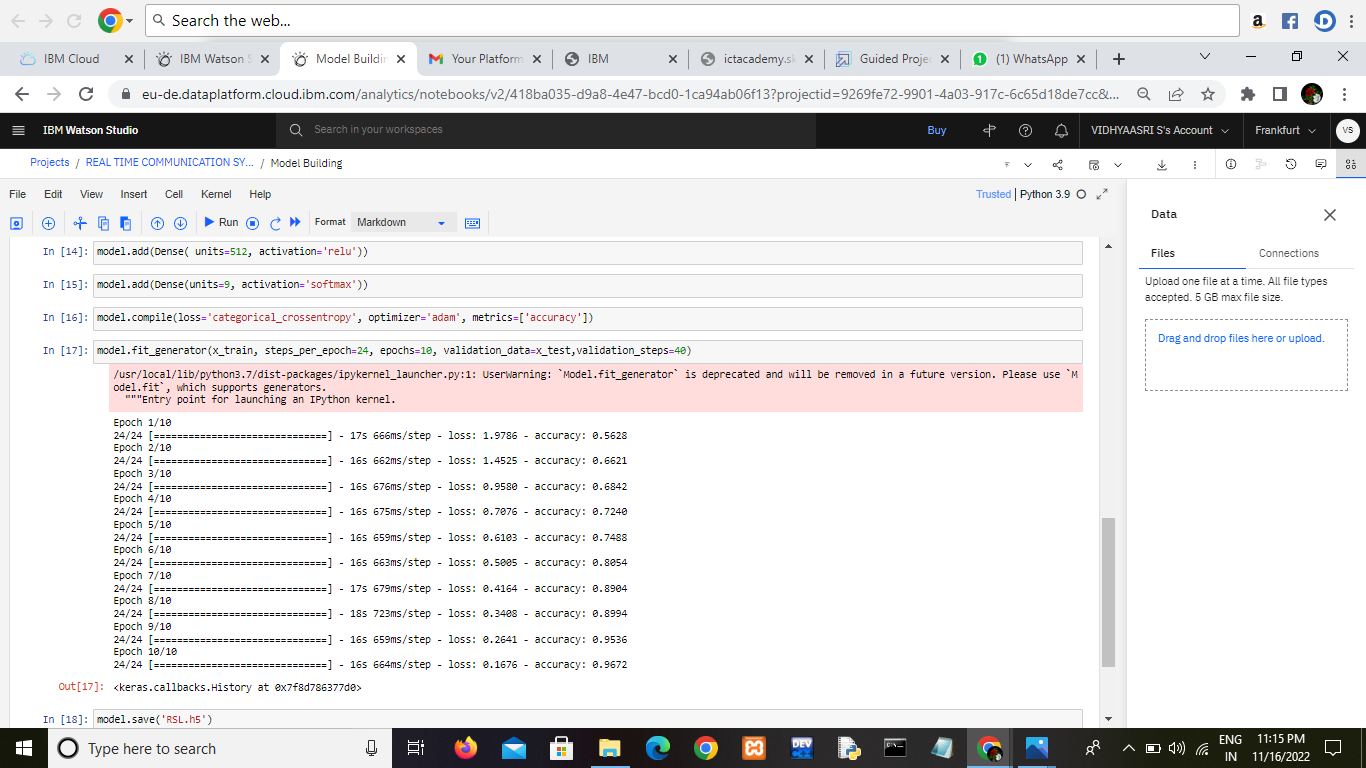 Search the web...
IBM Cloud
IBM Watson S
Model Buildin
Your Platform
IBM
ictacademy.sk
Guided Projec
(1) WhatsApp
eu-de.dataplatform.cloud.ibm.com/analytics/notebooks/v2/418ba035-d9a8-4e47-bcd0-1ca94ab06f13?projectid=9269fe72-9901-4a03-917c-6c65d18de7cc&...
IBM Watson Studio
Search in your workspaces
Buy
VIDHYAASRI S's Account
Frankfurt
VS
Projects / REAL TIME COMMUNICATION SY... / Model Building
File Edit View Insert Cell Kernel Help
Trusted | Python 3.9
Run
Format
Markdown
In [14]: model.add(Dense( units=512, activation='relu'))
In [15]: model.add(Dense(units=9, activation='softmax'))
In [16]: model.compile(loss='categorical_crossentropy', optimizer='adam', metrics=['accuracy'])
In [17]: model.fit_generator(x_train, steps_per_epoch=24, epochs=10, validation_data=x_test,validation_steps=40)
/usr/local/lib/python3.7/dist-packages/ipykernel_launcher.py:1: UserWarning: `Model.fit_generator` is deprecated and will be removed in a future version. Please use `M
odel.fit`, which supports generators.
"""Entry point for launching an IPython kernel.
Epoch 1/10
24/24 [==============================] - 17s 666ms/step - loss: 1.9786 - accuracy: 0.5628
Epoch 2/10
24/24 [==============================] - 16s 662ms/step - loss: 1.4525 - accuracy: 0.6621
Epoch 3/10
24/24 [==============================] - 16s 676ms/step - loss: 0.9580 - accuracy: 0.6842
Epoch 4/10
24/24 [==============================] - 16s 675ms/step - loss: 0.7076 - accuracy: 0.7240
Epoch 5/10
24/24 [==============================] - 16s 659ms/step - loss: 0.6103 - accuracy: 0.7488
Epoch 6/10
24/24 [==============================] - 16s 663ms/step - loss: 0.5005 - accuracy: 0.8054
Epoch 7/10
24/24 [==============================] - 17s 679ms/step - loss: 0.4164 - accuracy: 0.8904
Epoch 8/10
24/24 [==============================] - 18s 723ms/step - loss: 0.3408 - accuracy: 0.8994
Epoch 9/10
24/24 [==============================] - 16s 659ms/step - loss: 0.2641 - accuracy: 0.9536
Epoch 10/10
24/24 [==============================] - 16s 664ms/step - loss: 0.1676 - accuracy: 0.9672
Out[17]: <keras.callbacks.History at 0x7f8d786377d0>
In [18]: model.save('RSL.h5')
Data
Files
Connections
Upload one file at a time. All file types
accepted. 5 GB max file size.
Drag and drop files here or upload.
Type here to search
DEV
ENG
IN
11:15 PM
11/16/2022